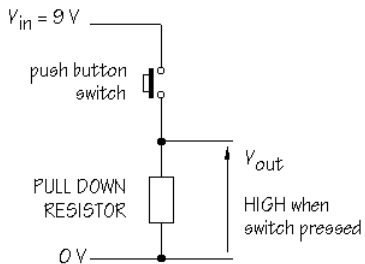 Vin = 9 V
push button
switch
Vout
PULL DOWN
RESISTOR
HIGH when
switch pressed
0 V